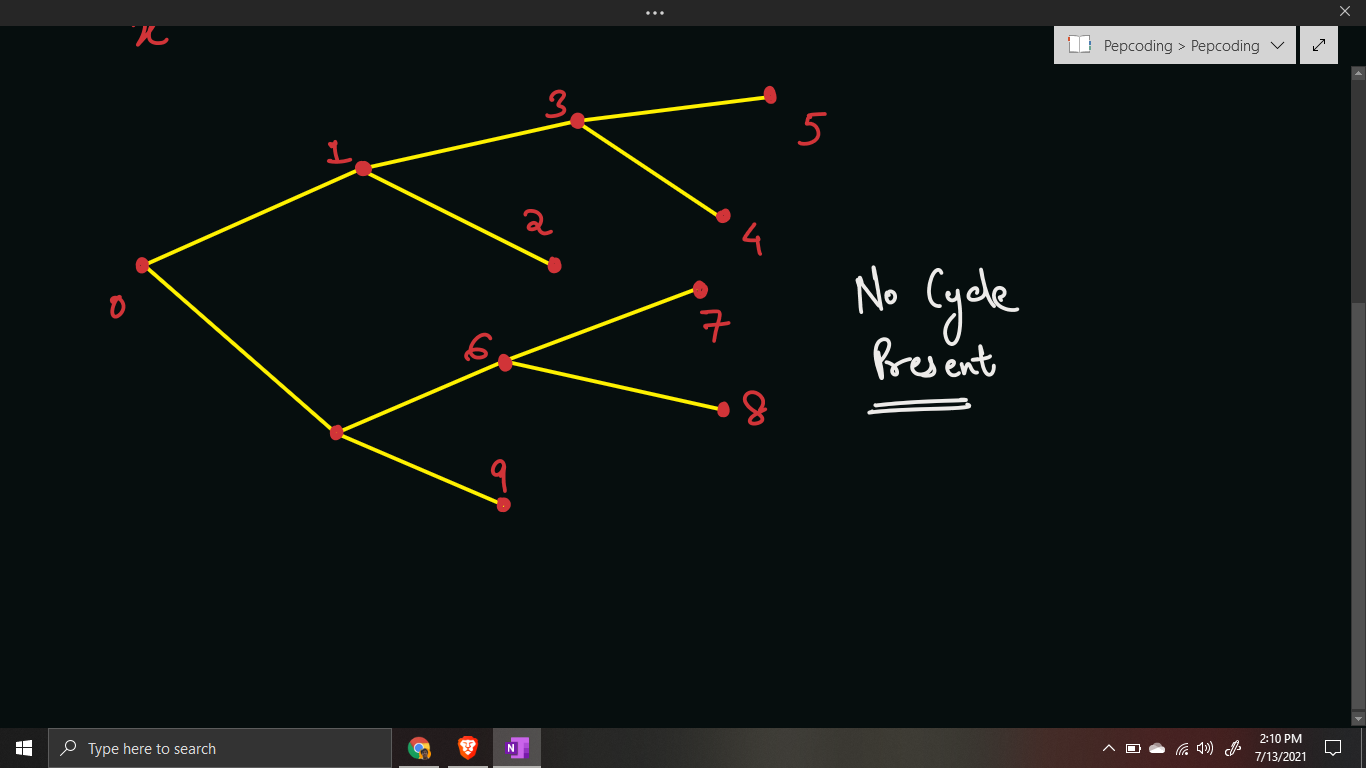 Pepcoding > Pepcoding
3
5
1
2
4
0
No Cycle
7
6
Present
8
9
Type here to search
N
2:10 PM
7/13/2021